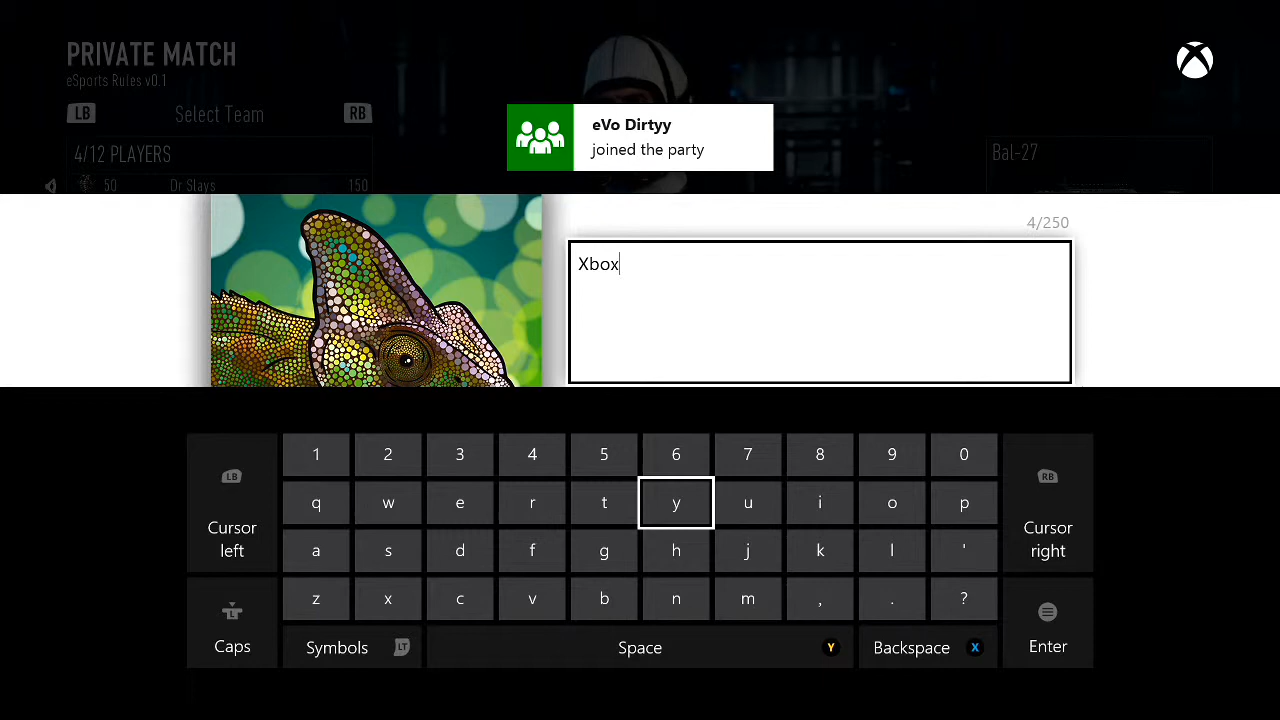 PRIVATE MATCH
eSports Rules v0.1
LB Select Team RB
4/12 PLAYERS
50 Dr Slays 150
eVo Dirtyy
joined the party
Bal-27
4/250
Xbox
1 2 3 4 5 6 7 8 9 0
q w e r t y u i o p
a s d f g h j k l '
z x c v b n m , . ?
LB
Cursor
left
RB
Cursor
right
L
Caps
Symbols LT
Space Y
Backspace X
Enter